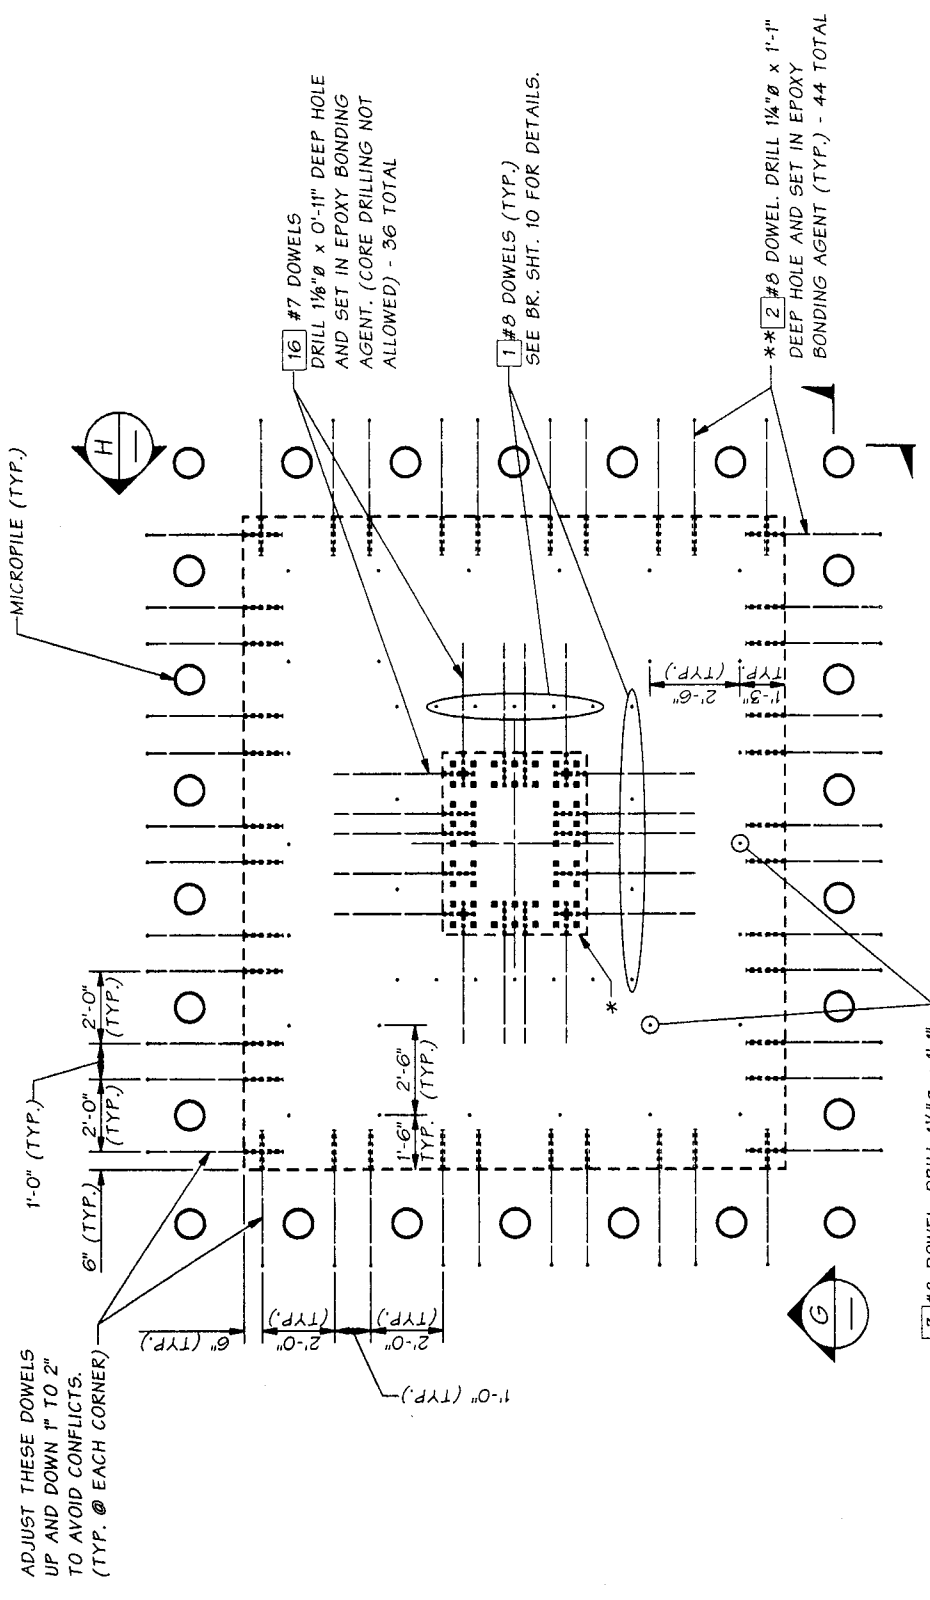 ADJUST THESE DOWELS
UP AND DOWN 1" TO 2"
TO AVOID CONFLICTS.
(TYP. @ EACH CORNER)
1'-0" (TYP.)
6" (TYP.)
2'-0"
(TYP.)
2'-0"
(TYP.)
MICROPILE (TYP.)
H
16 #7 DOWELS
DRILL 1⅛"ø x 0'-11" DEEP HOLE
AND SET IN EPOXY BONDING
AGENT. (CORE DRILLING NOT
ALLOWED) - 36 TOTAL
1 #8 DOWELS (TYP.)
SEE BR. SHT. 10 FOR DETAILS.
**2 #8 DOWEL. DRILL 1¼"ø x 1'-1"
DEEP HOLE AND SET IN EPOXY
BONDING AGENT (TYP.) - 44 TOTAL
6" (TYP.)
2'-0"
(TYP.)
1'-0" (TYP.)
2'-0"
(TYP.)
1'-6"
TYP.
2'-6"
(TYP.)
2'-6"
(TYP.)
1'-3"
TYP.
*
G
#8 DOWEL. DRILL